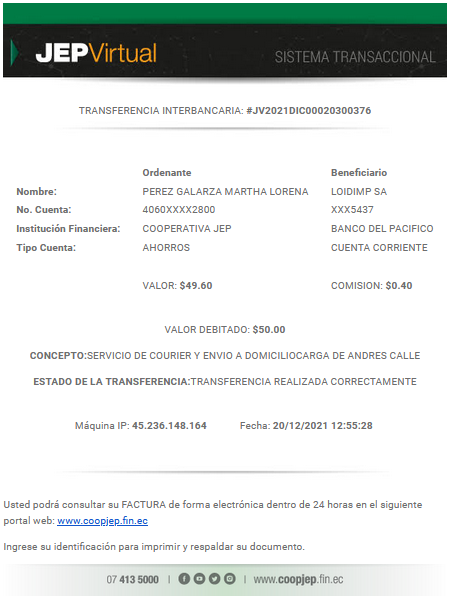 JEPVirtual
SISTEMA TRANSACCIONAL
TRANSFERENCIA INTERBANCARIA: #JV2021DIC00020300376
Ordenante Beneficiario
Nombre: PEREZ GALARZA MARTHA LORENA LOIDIMP SA
No. Cuenta: 4060XXXX2800 XXX5437
Institución Financiera: COOPERATIVA JEP BANCO DEL PACIFICO
Tipo Cuenta: AHORROS CUENTA CORRIENTE
VALOR: $49.60 COMISION: $0.40
VALOR DEBITADO: $50.00
CONCEPTO:SERVICIO DE COURIER Y ENVIO A DOMICILIOCARGA DE ANDRES CALLE
ESTADO DE LA TRANSFERENCIA:TRANSFERENCIA REALIZADA CORRECTAMENTE
Máquina IP: 45.236.148.164 Fecha: 20/12/2021 12:55:28
Usted podrá consultar su FACTURA de forma electrónica dentro de 24 horas en el siguiente
portal web: www.coopjep.fin.ec
Ingrese su identificación para imprimir y respaldar su documento.
07 413 5000 | | www.coopjep.fin.ec